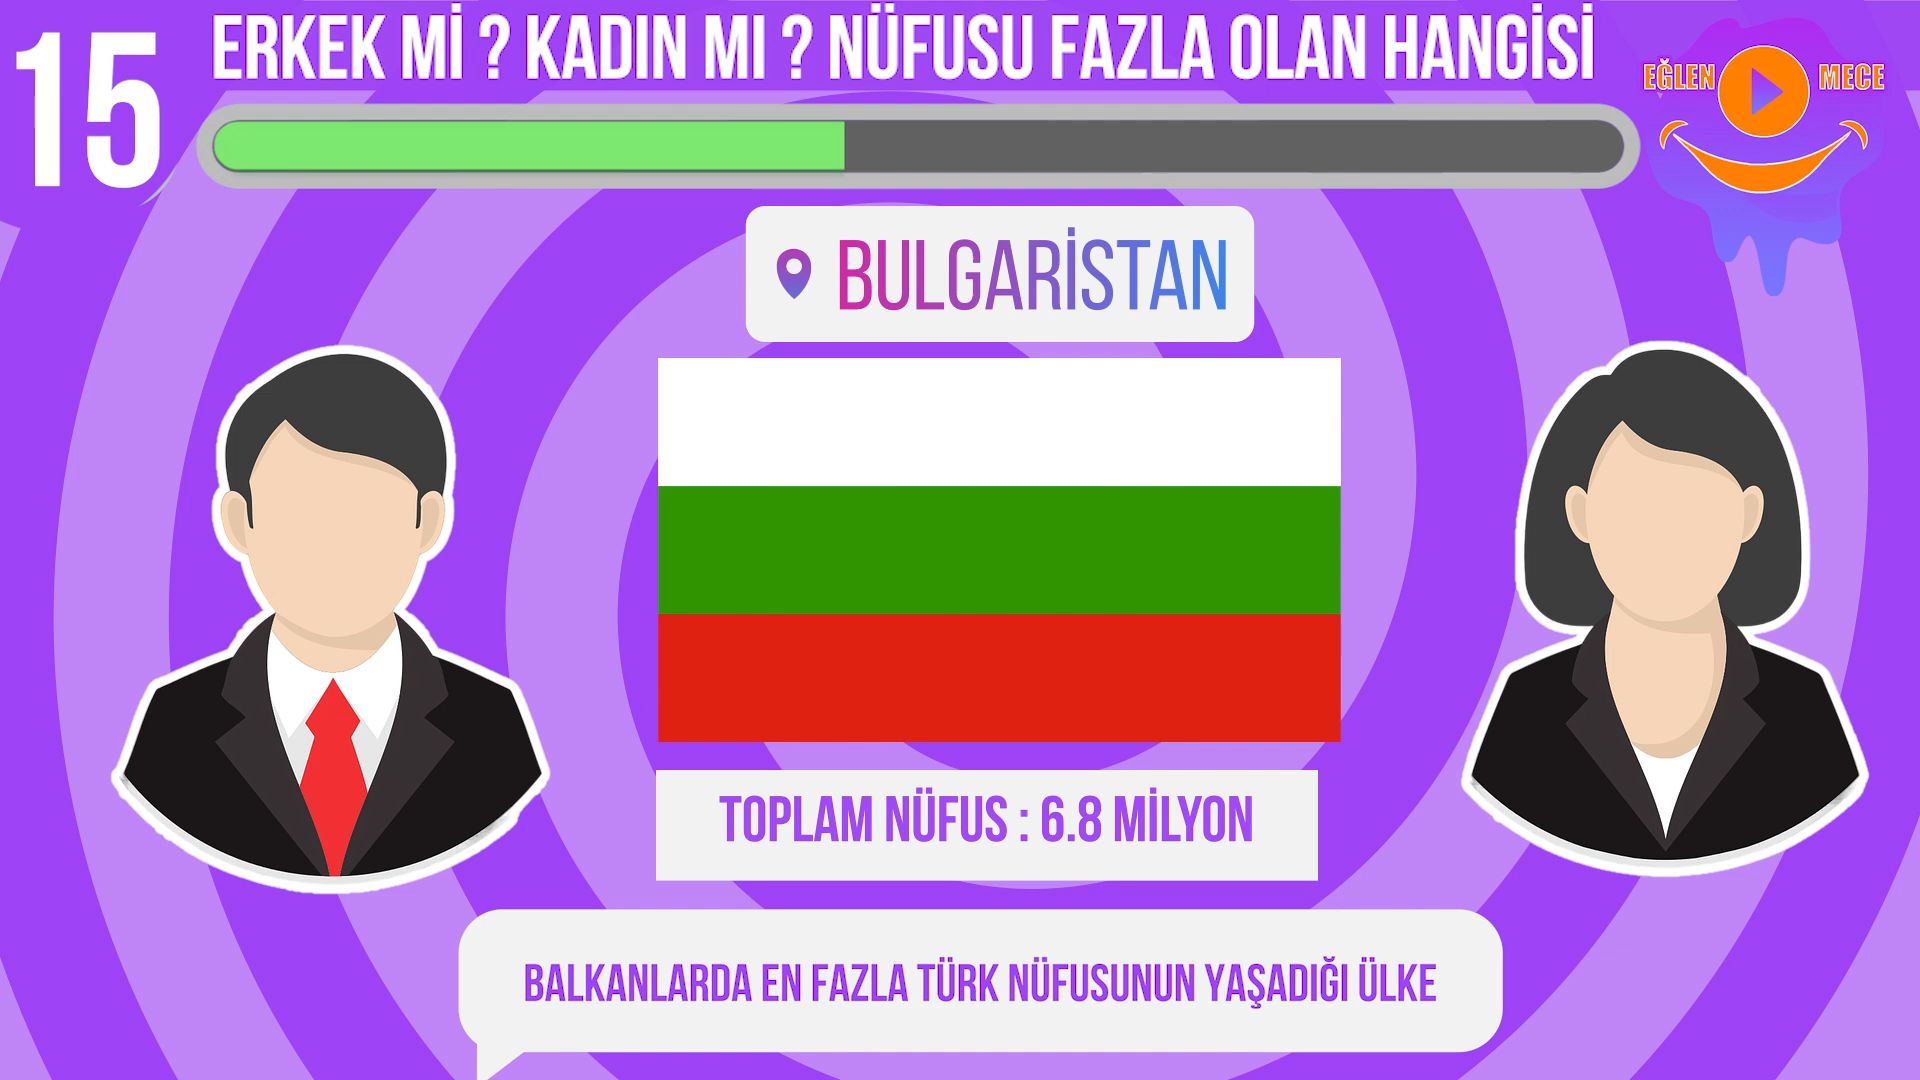 15
ERKEK Mİ ? KADIN MI ? NÜFUSU FAZLA OLAN HANGİSİ
EĞLEN MECE
BULGARİSTAN
TOPLAM NÜFUS : 6.8 MİLYON
BALKANLARDA EN FAZLA TÜRK NÜFUSUNUN YAŞADIĞI ÜLKE